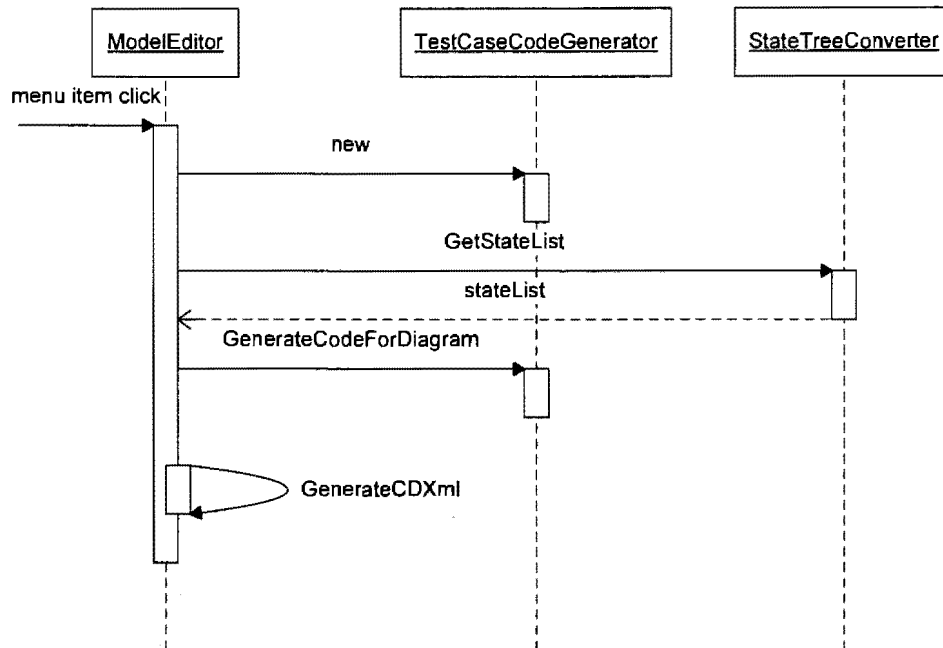 ModelEditor
TestCaseCodeGenerator
StateTreeConverter
menu item click
new
GetStateList
stateList
GenerateCodeForDiagram
GenerateCDXml